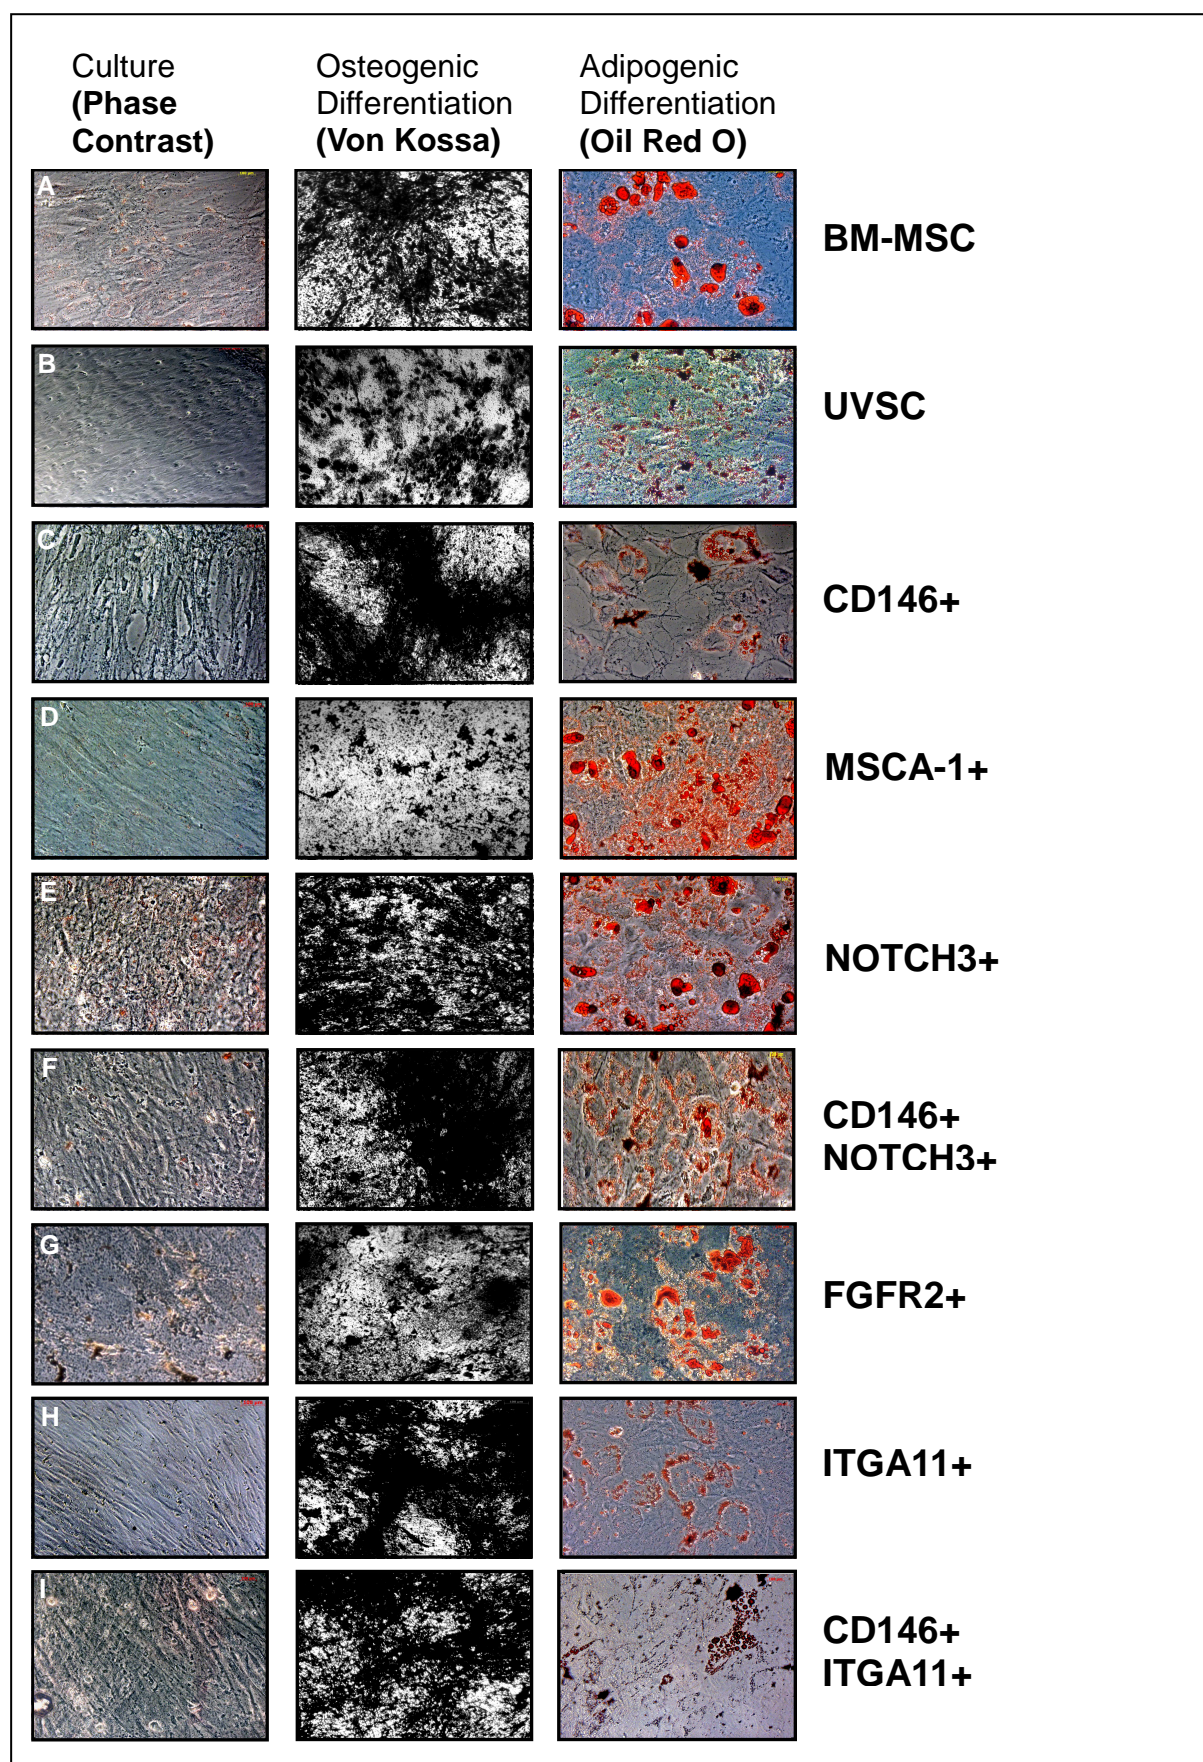 Culture
(Phase
Contrast)
Osteogenic
Differentiation
(Von Kossa)
Adipogenic
Differentiation
(Oil Red O)
A
BM-MSC
B
UVSC
C
CD146+
D
MSCA-1+
E
NOTCH3+
F
CD146+
NOTCH3+
G
FGFR2+
H
ITGA11+
I
CD146+
ITGA11+